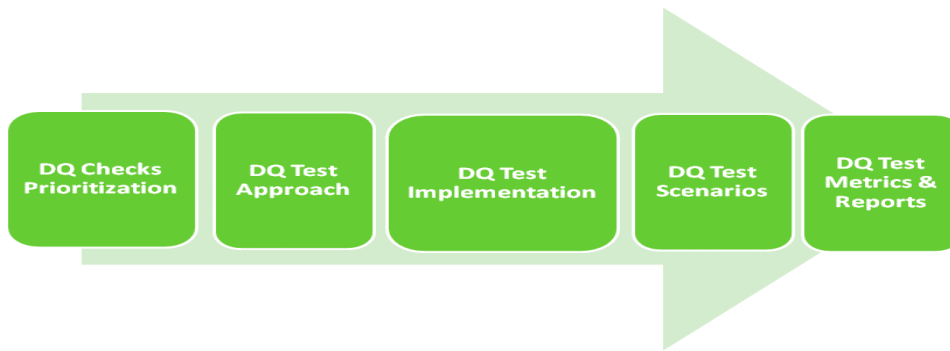 DQ Checks
Prioritization
DQ Test
Approach
DQ Test
Implementation
DQ Test
Scenarios
DQ Test
Metrics &
Reports